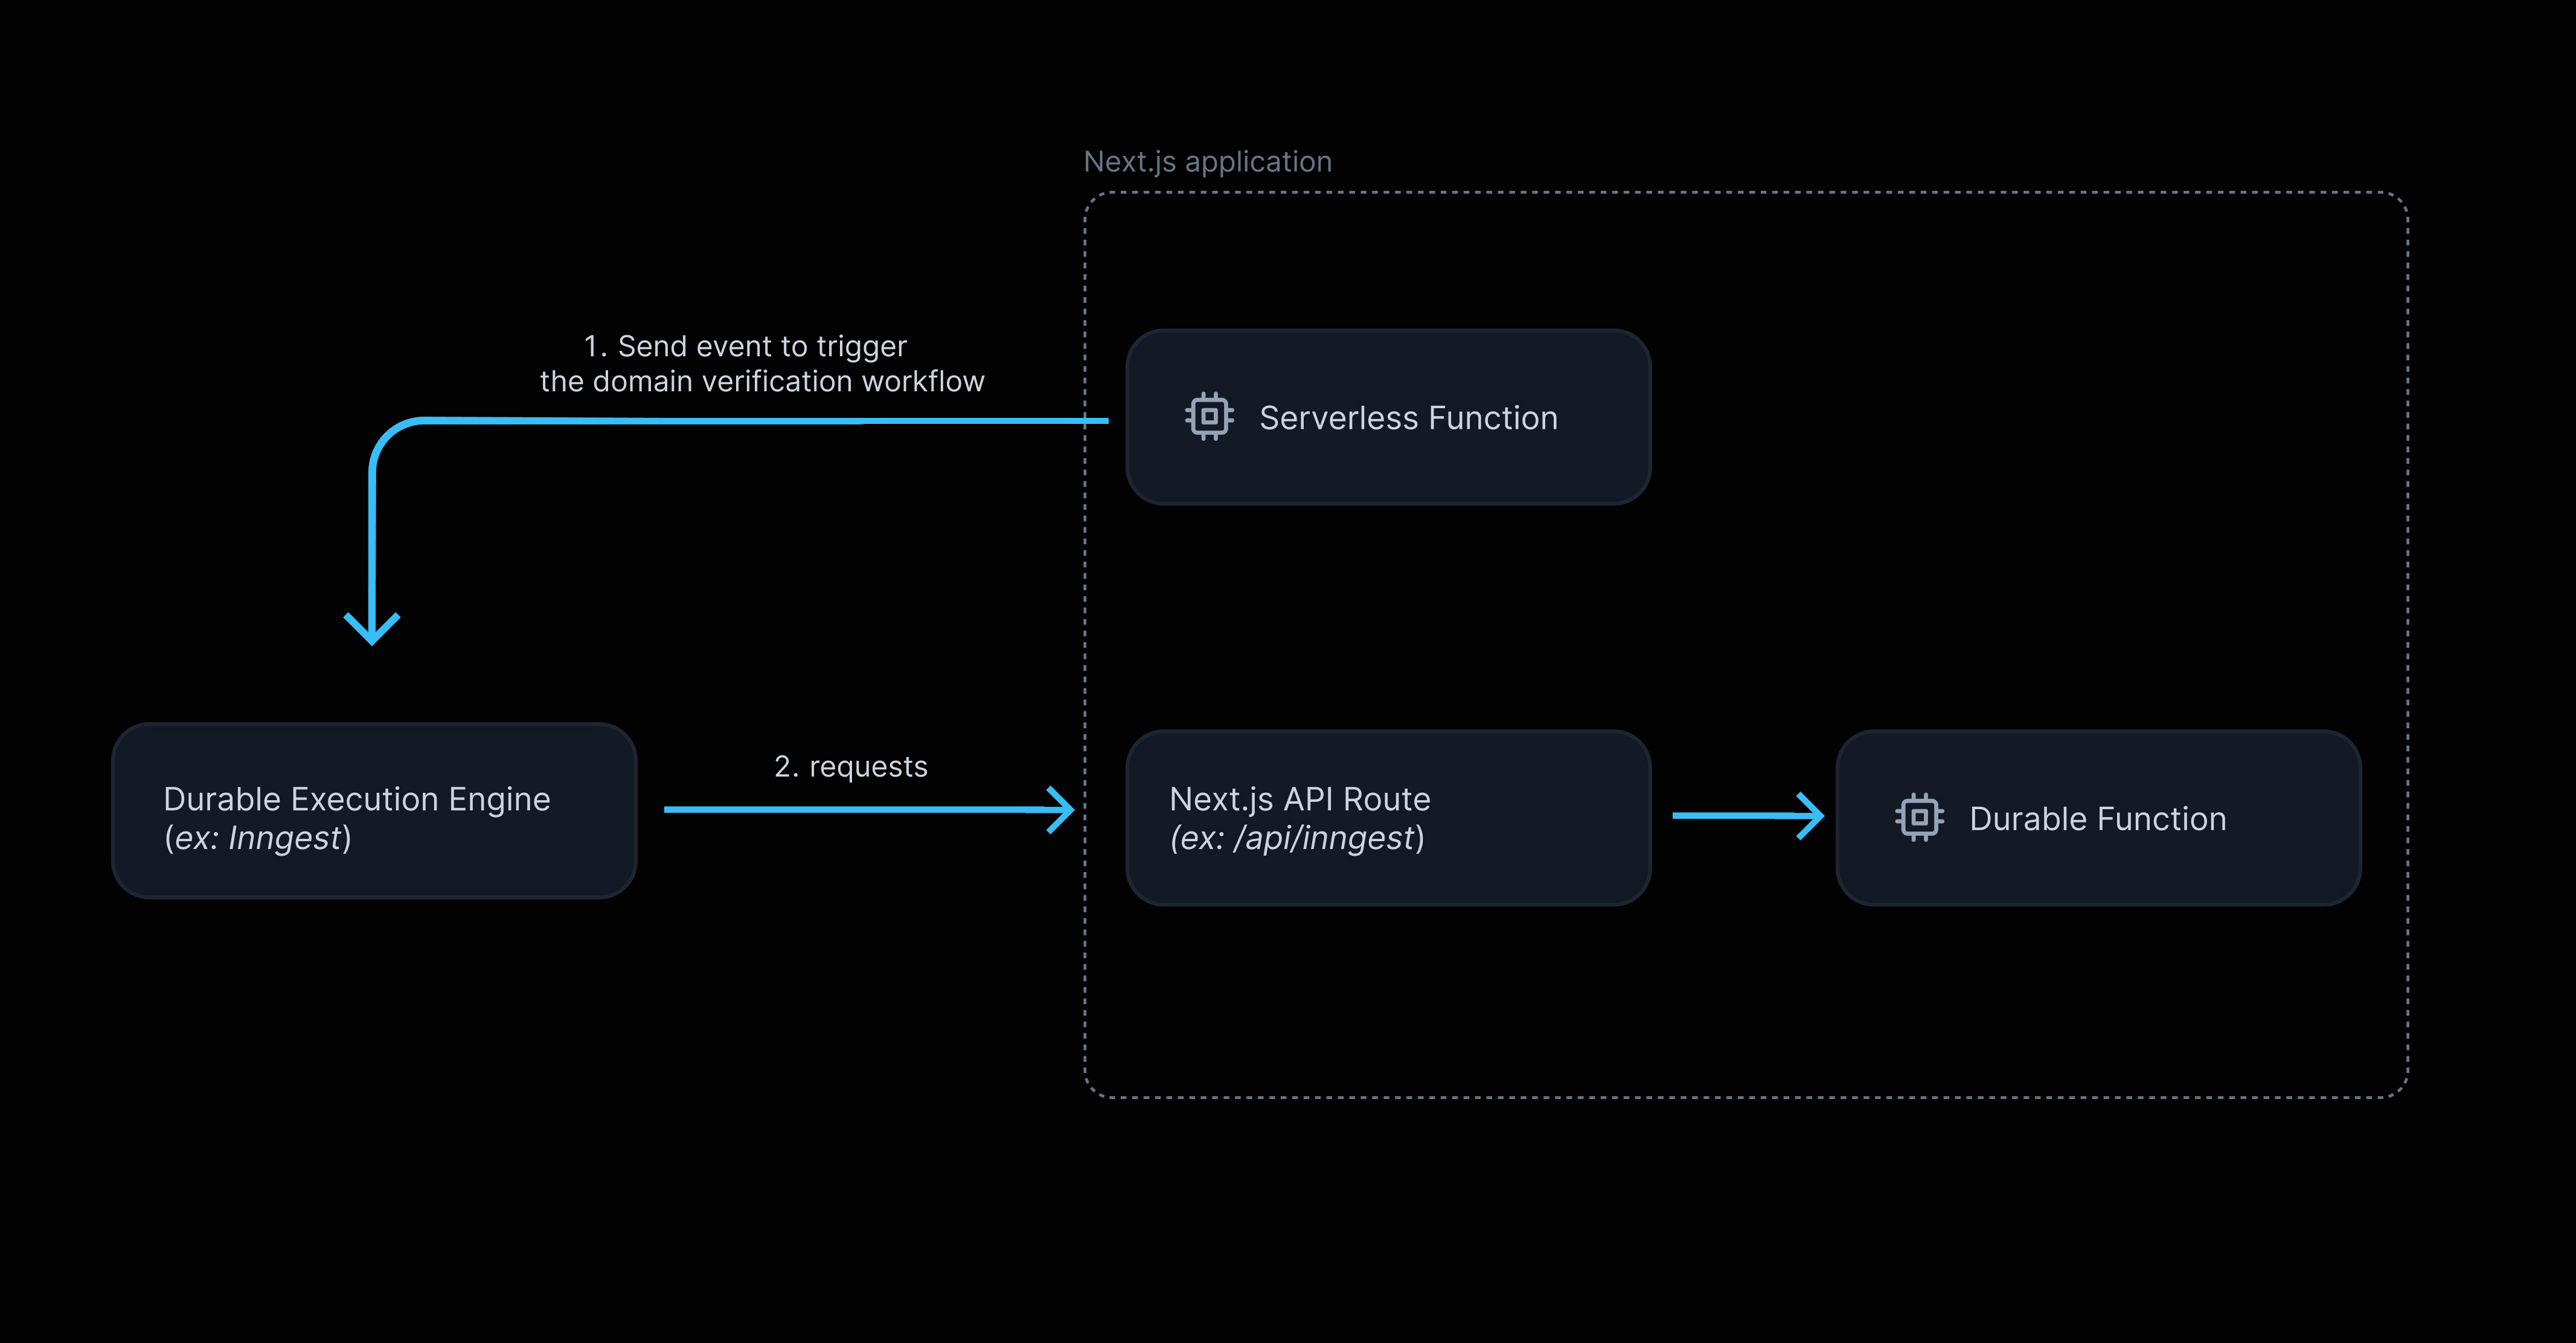 Next.js application
1. Send event to trigger
the domain verification workflow
Serverless Function
Durable Execution Engine
(ex: Inngest)
2. requests
Next.js API Route
(ex: /api/inngest)
Durable Function